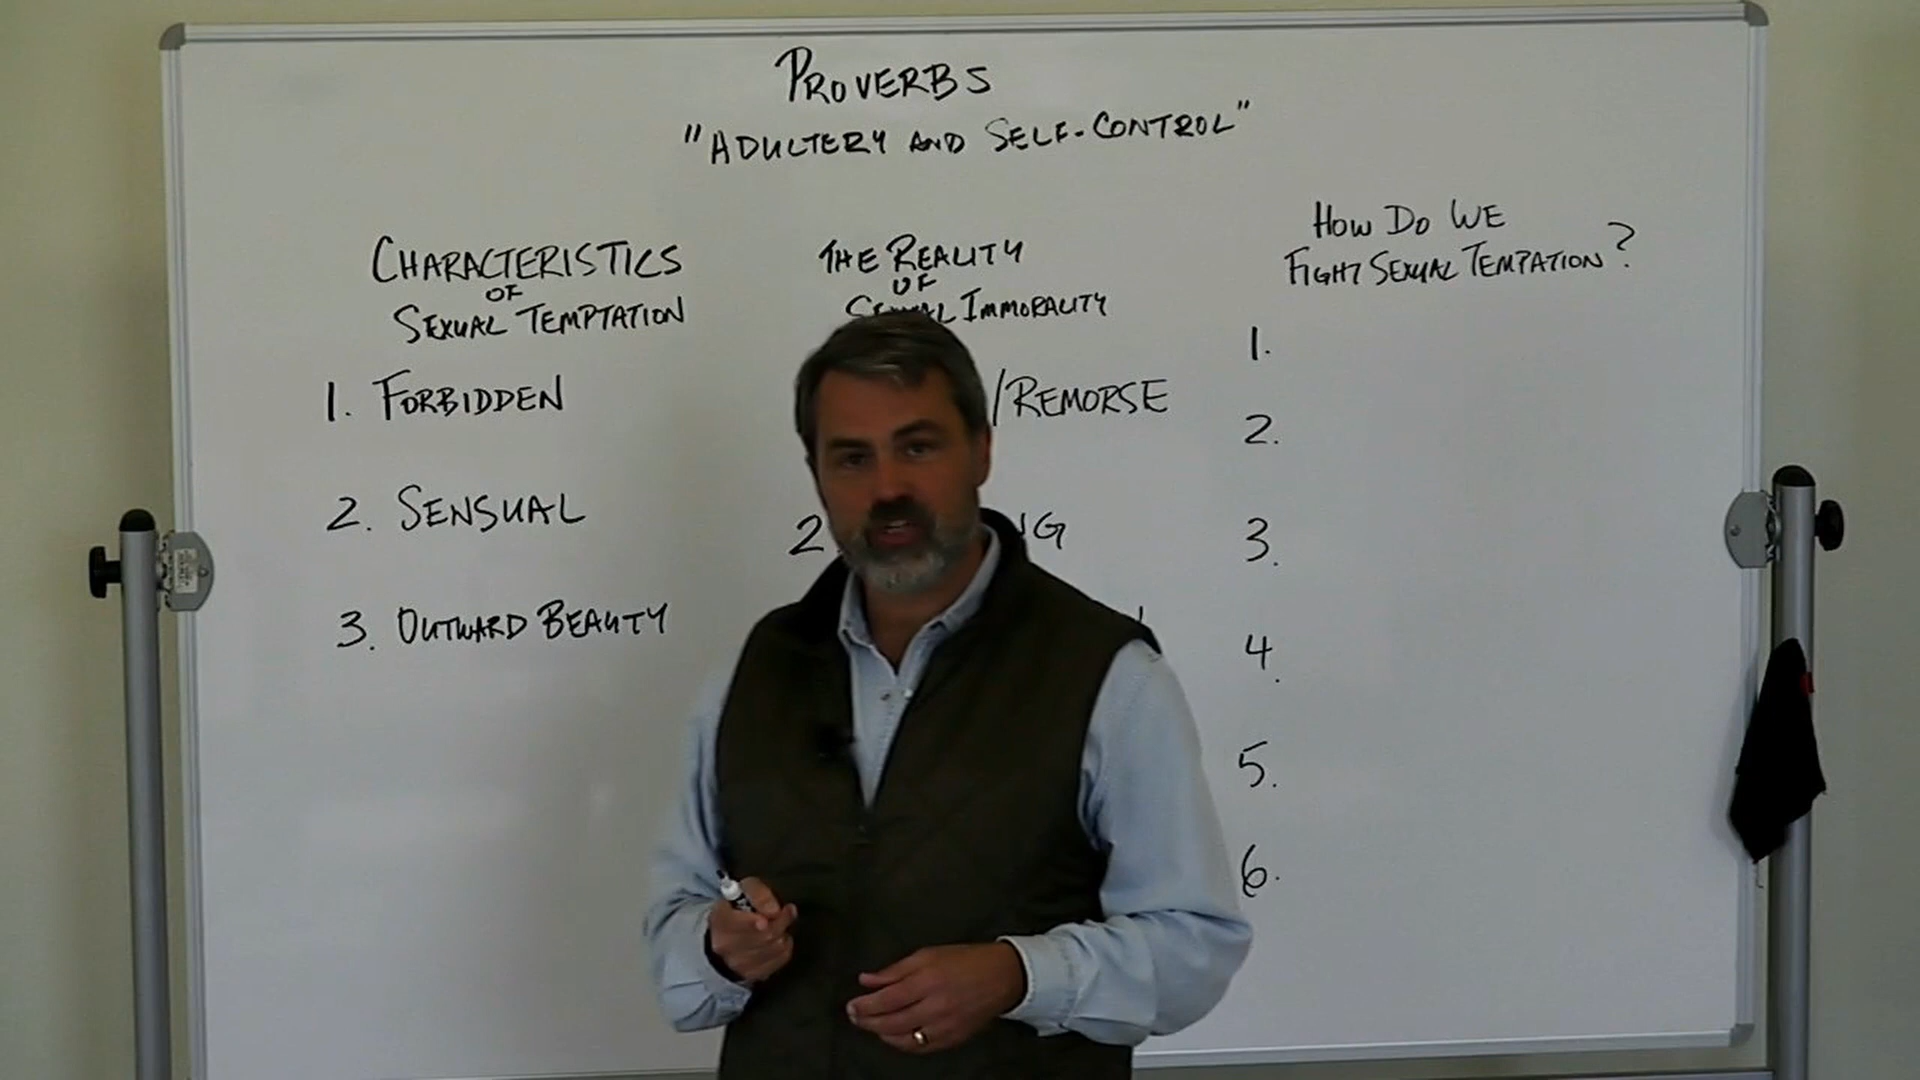 PROVERBS
"ADULTERY AND SELF-CONTROL"
CHARACTERISTICS
OF
SEXUAL TEMPTATION
1. FORBIDDEN
2. SENSUAL
3. OUTWARD BEAUTY
THE REALITY
OF
IMMORALITY
/REMORSE
2
HOW DO WE
FIGHT SEXUAL TEMPTATION?
1.
2.
3.
4.
5.
6.